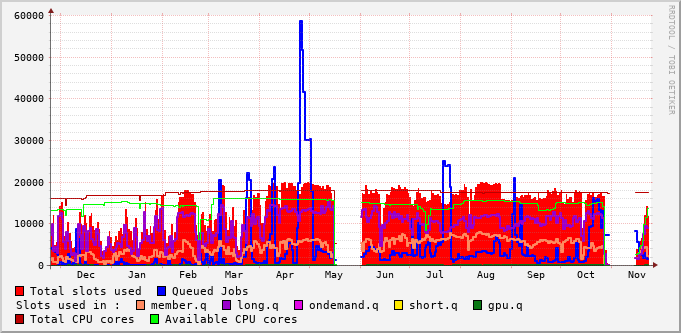 60000
50000
40000
30000
20000
10000
0
Dec Jan Feb Mar Apr May Jun Jul Aug Sep Oct Nov
RRDTOOL / TOBI OETIKER
Total slots used Queued Jobs
Slots used in : member.q long.q ondemand.q short.q gpu.q
Total CPU cores Available CPU cores